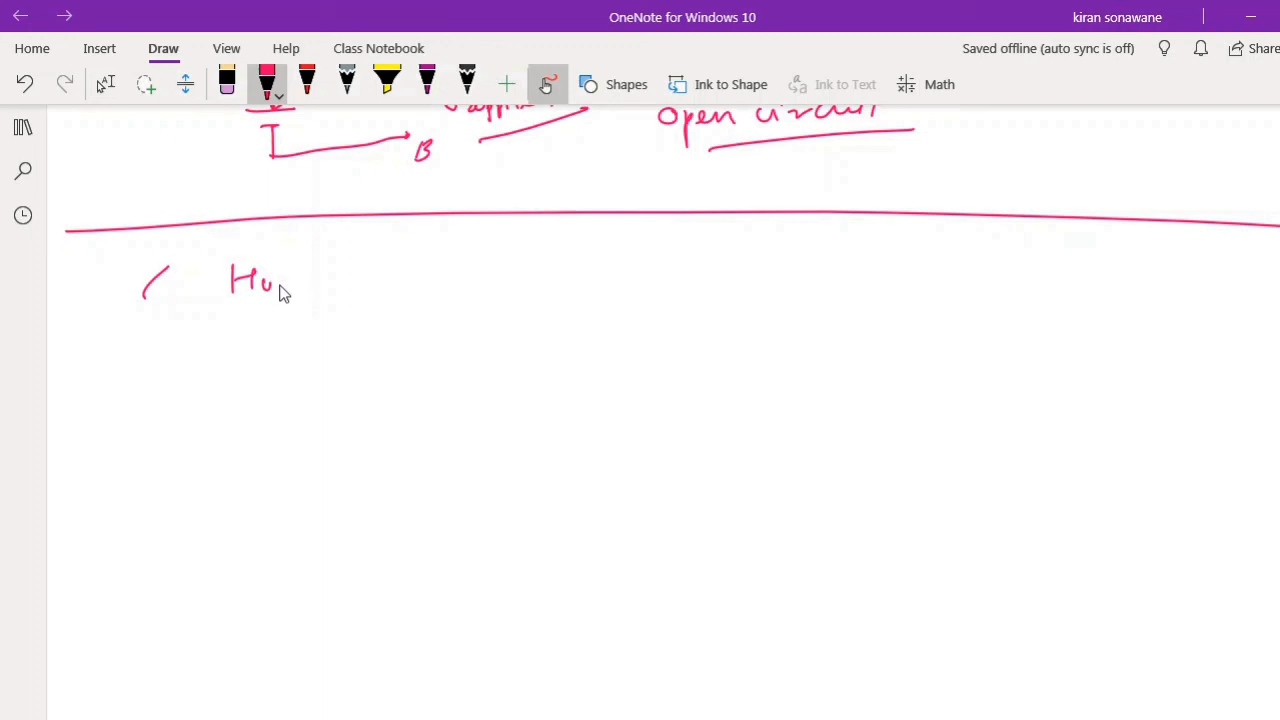 OneNote for Windows 10
kiran sonawane
Home Insert Draw View Help Class Notebook
Saved offline (auto sync is off) Share
Shapes Ink to Shape Ink to Text Math
Open circuit
B
Ho